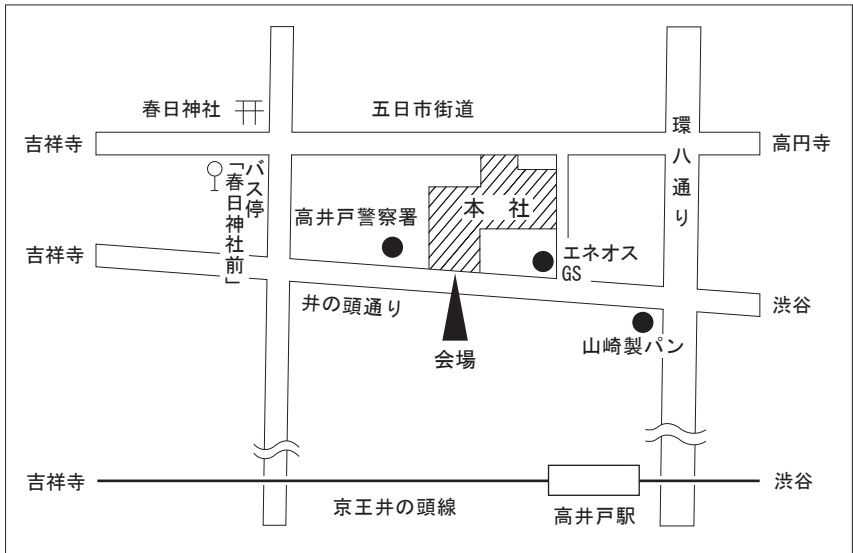 春日神社
五日市街道
吉祥寺
高円寺
環八通り
バス停
「春日神社前」
高井戸警察署
本 社
エネオス
GS
吉祥寺
井の頭通り
渋谷
山崎製パン
会場
吉祥寺
京王井の頭線
高井戸駅
渋谷